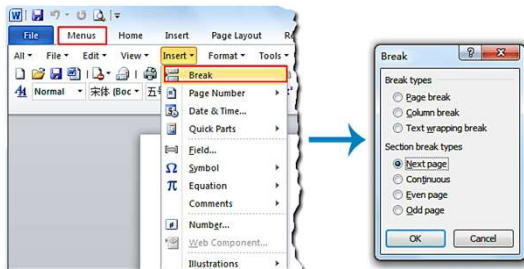 W
File Menus Home Insert Page Layout
All File Edit View Insert Format Tools
Normal 宋体 (Boc
Break
Page Number
Date & Time...
Quick Parts
Field...
Symbol
Equation
Comments
Number...
Web Component...
Illustrations
Break
Break types
Page break
Column break
Text wrapping break
Section break types
Next page
Continuous
Even page
Odd page
OK Cancel